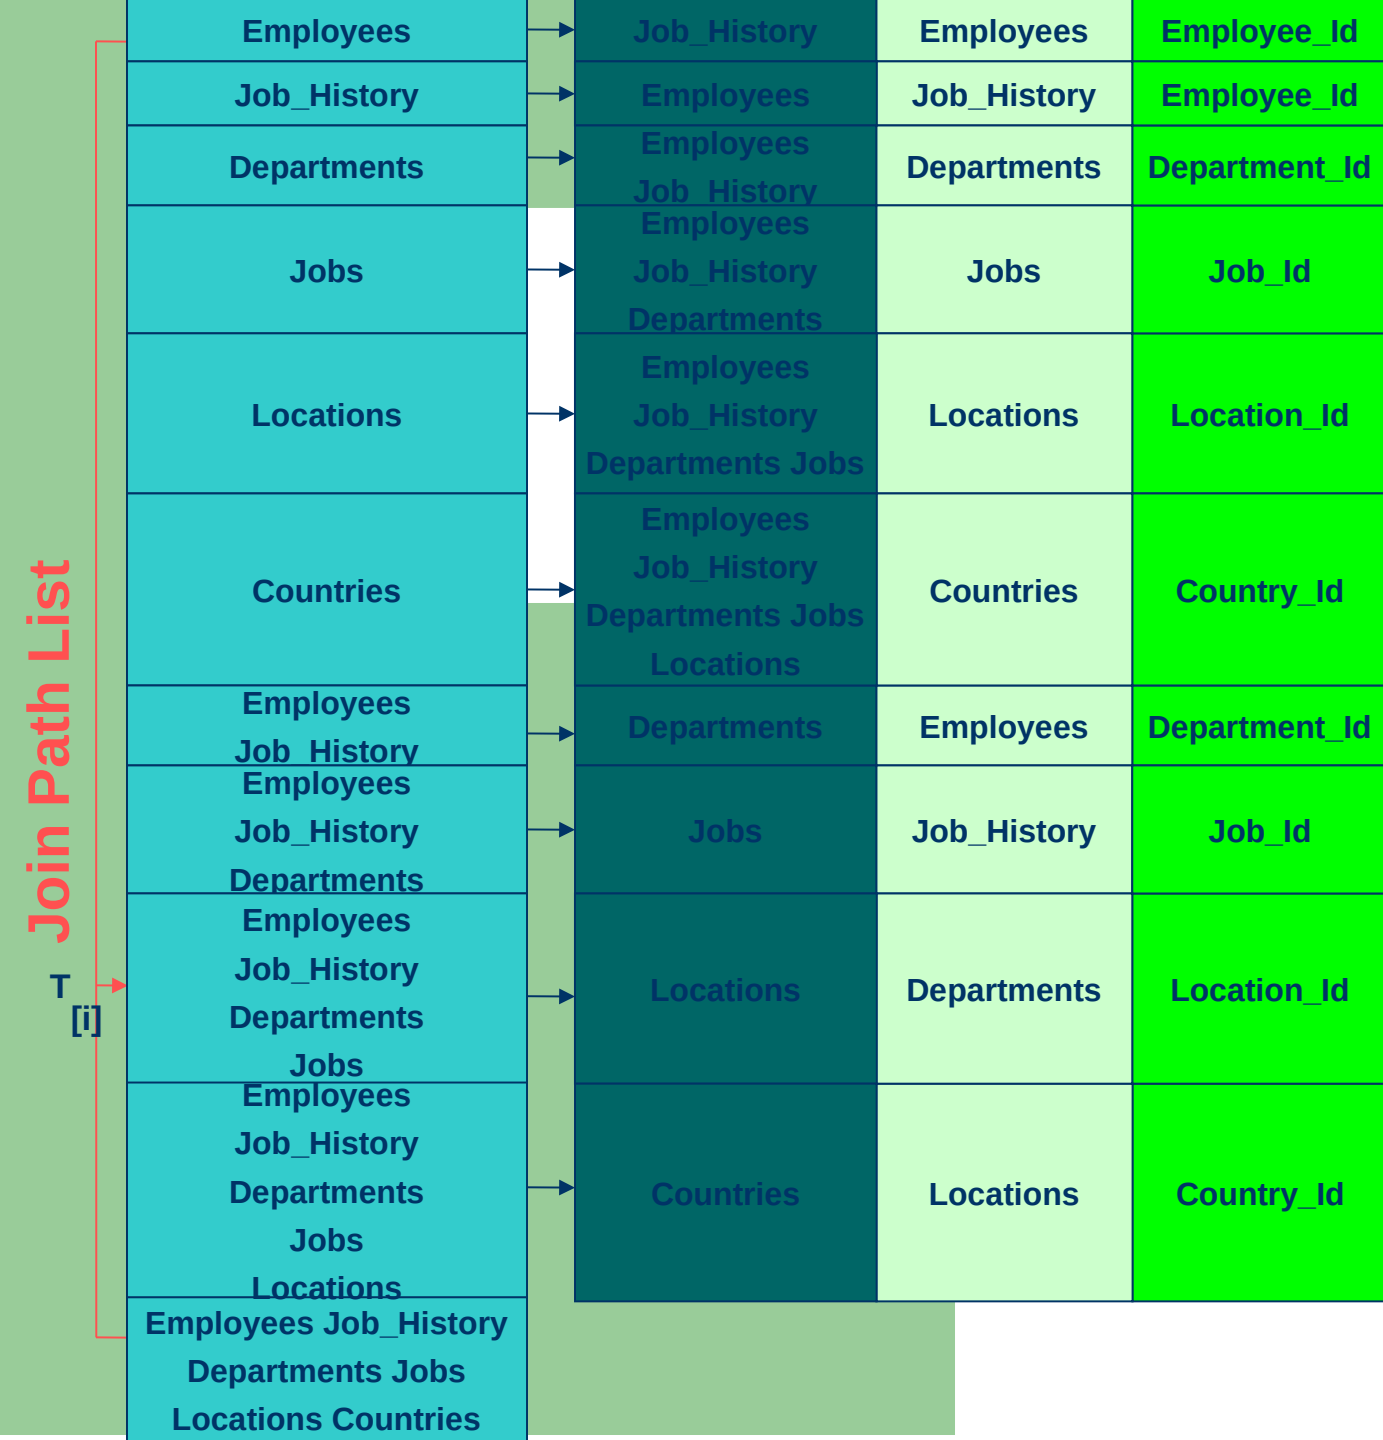 Join Path List
T
[i]
Employees
Job_History
Employees
Employee_Id
Job_History
Employees
Job_History
Employee_Id
Departments
Employees
Job_History
Departments
Department_Id
Jobs
Employees
Job_History
Departments
Jobs
Job_Id
Locations
Employees
Job_History
Departments Jobs
Locations
Location_Id
Countries
Employees
Job_History
Departments Jobs
Locations
Countries
Country_Id
Employees
Job_History
Departments
Employees
Department_Id
Employees
Job_History
Departments
Jobs
Job_History
Job_Id
Employees
Job_History
Departments
Jobs
Locations
Departments
Location_Id
Employees
Job_History
Departments
Jobs
Locations
Countries
Locations
Country_Id
Employees Job_History
Departments Jobs
Locations Countries